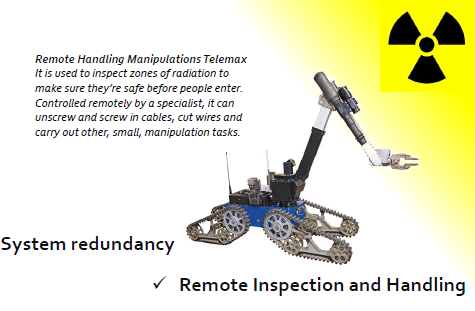 Remote Handling Manipulations Telemax
It is used to inspect zones of radiation to
make sure they're safe before people enter.
Controlled remotely by a specialist, it can
unscrew and screw in cables, cut wires and
carry out other, small, manipulation tasks.
System redundancy
✓ Remote Inspection and Handling